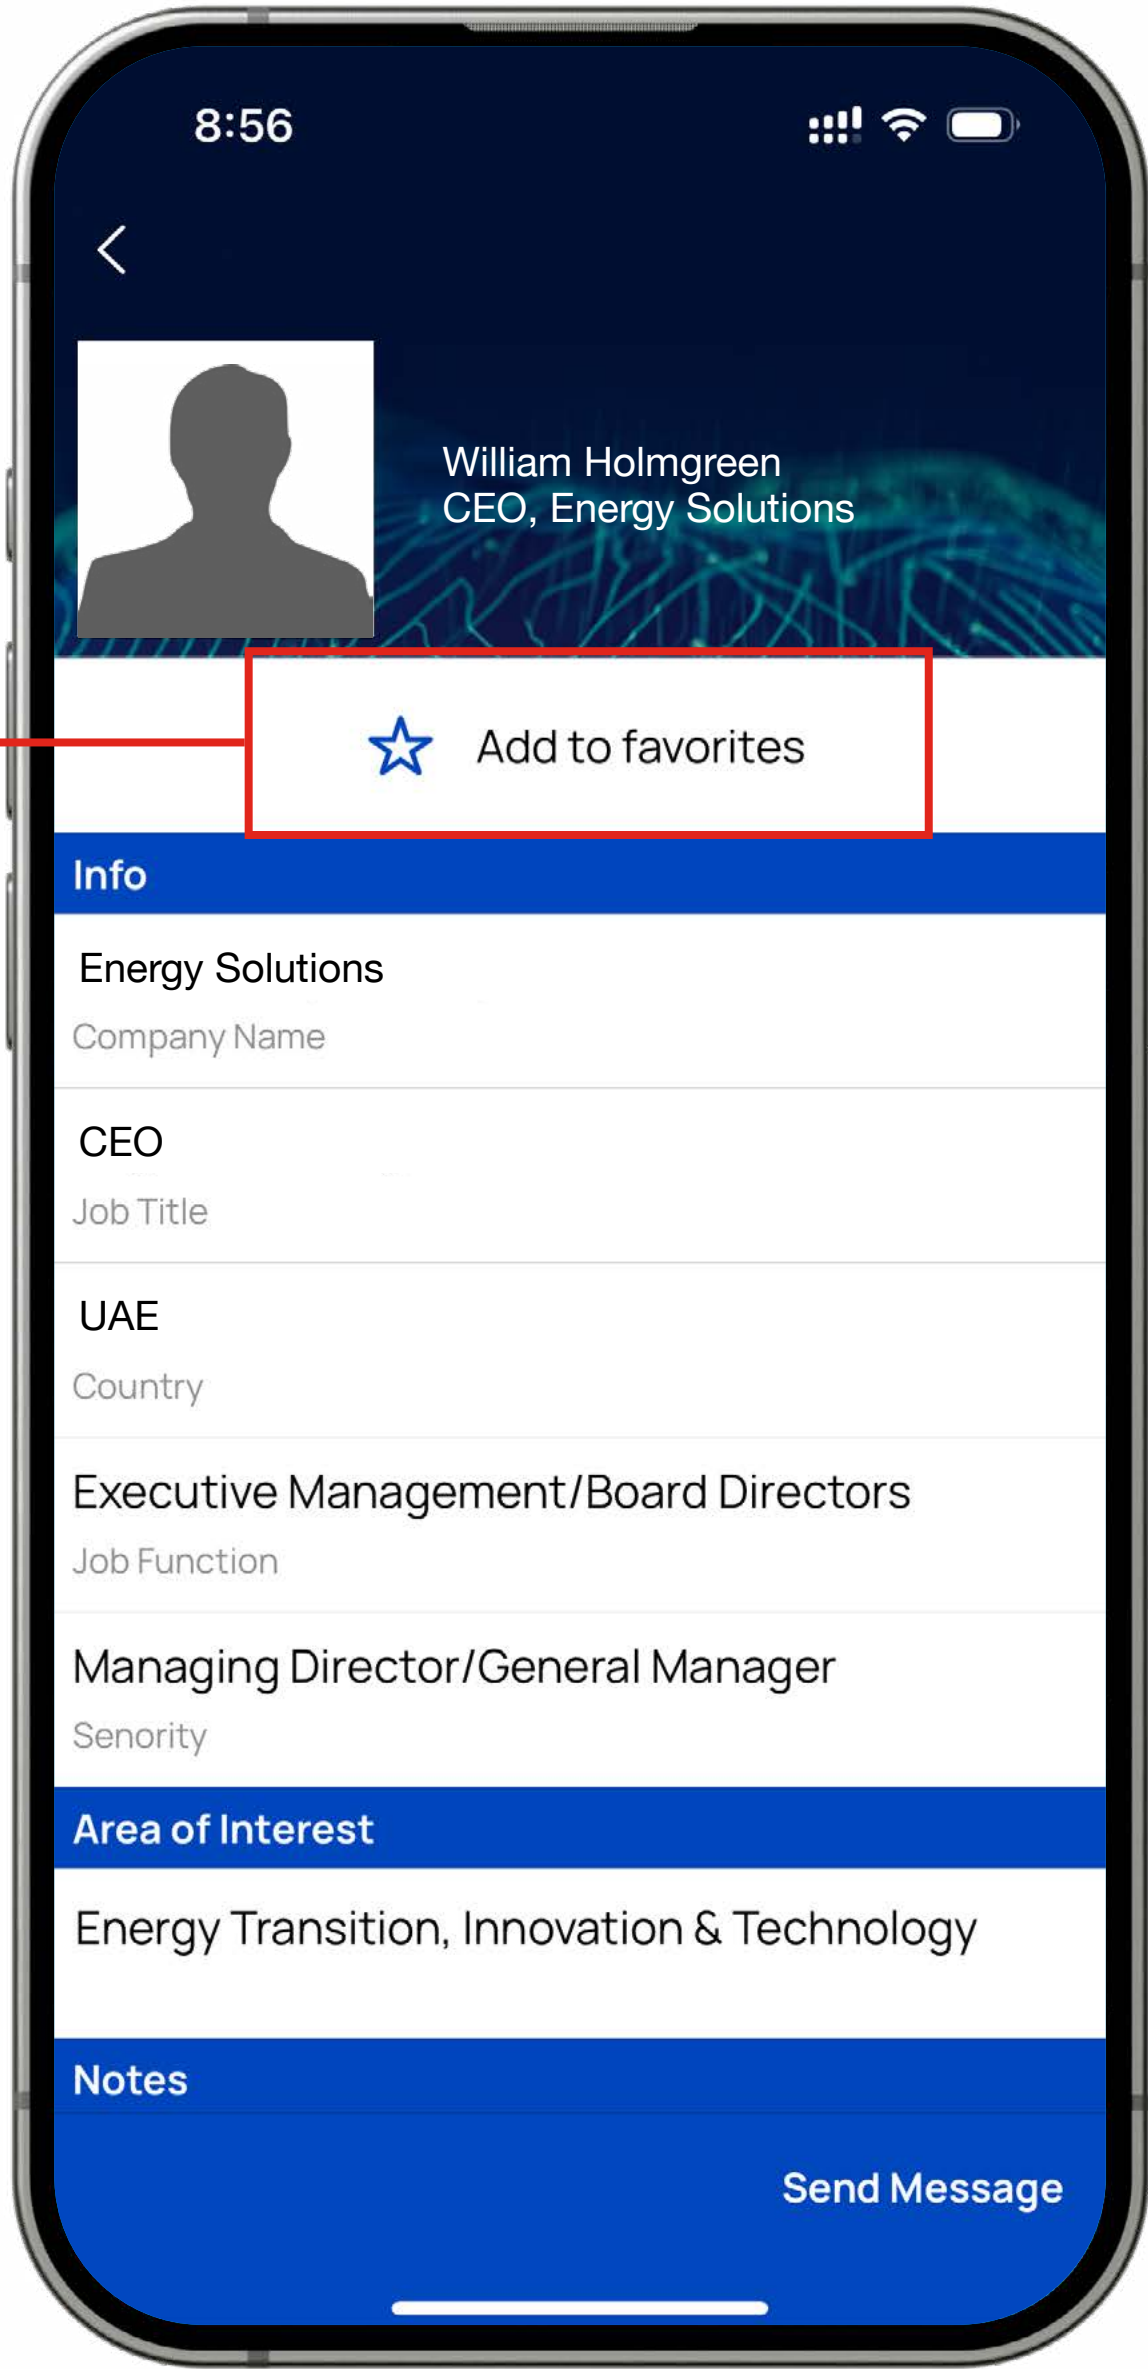 8:56
William Holmgreen
CEO, Energy Solutions
Add to favorites
Info
Energy Solutions
Company Name
CEO
Job Title
UAE
Country
Executive Management/Board Directors
Job Function
Managing Director/General Manager
Senority
Area of Interest
Energy Transition, Innovation & Technology
Notes
Send Message